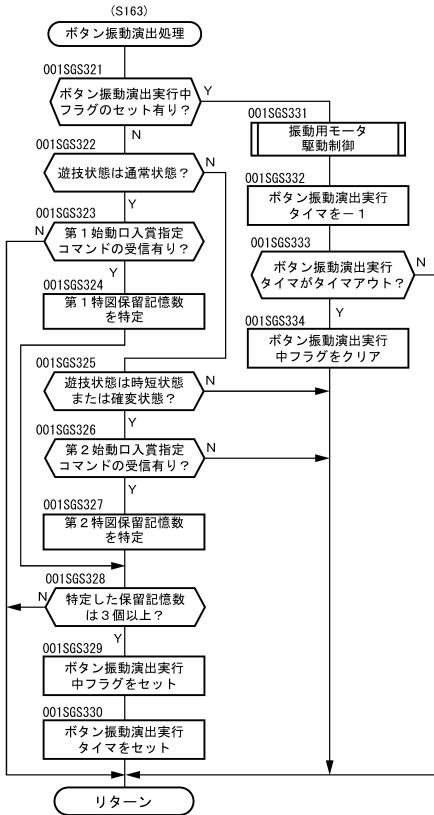 (S163)
ボタン振動演出処理
001SGS321
ボタン振動演出実行中
フラグのセット有り？
Y
N
001SGS322
遊技状態は通常状態？
N
Y
001SGS323
第１始動口入賞指定
コマンドの受信有り？
N
Y
001SGS324
第１特図保留記憶数
を特定
001SGS325
遊技状態は時短状態
または確変状態？
N
Y
001SGS326
第２始動口入賞指定
コマンドの受信有り？
N
Y
001SGS327
第２特図保留記憶数
を特定
001SGS328
特定した保留記憶数
は３個以上？
N
Y
001SGS329
ボタン振動演出実行
中フラグをセット
001SGS330
ボタン振動演出実行
タイマをセット
リターン
001SGS331
振動用モータ
駆動制御
001SGS332
ボタン振動演出実行
タイマを－１
001SGS333
ボタン振動演出実行
タイマがタイムアウト？
N
Y
001SGS334
ボタン振動演出実行
中フラグをクリア